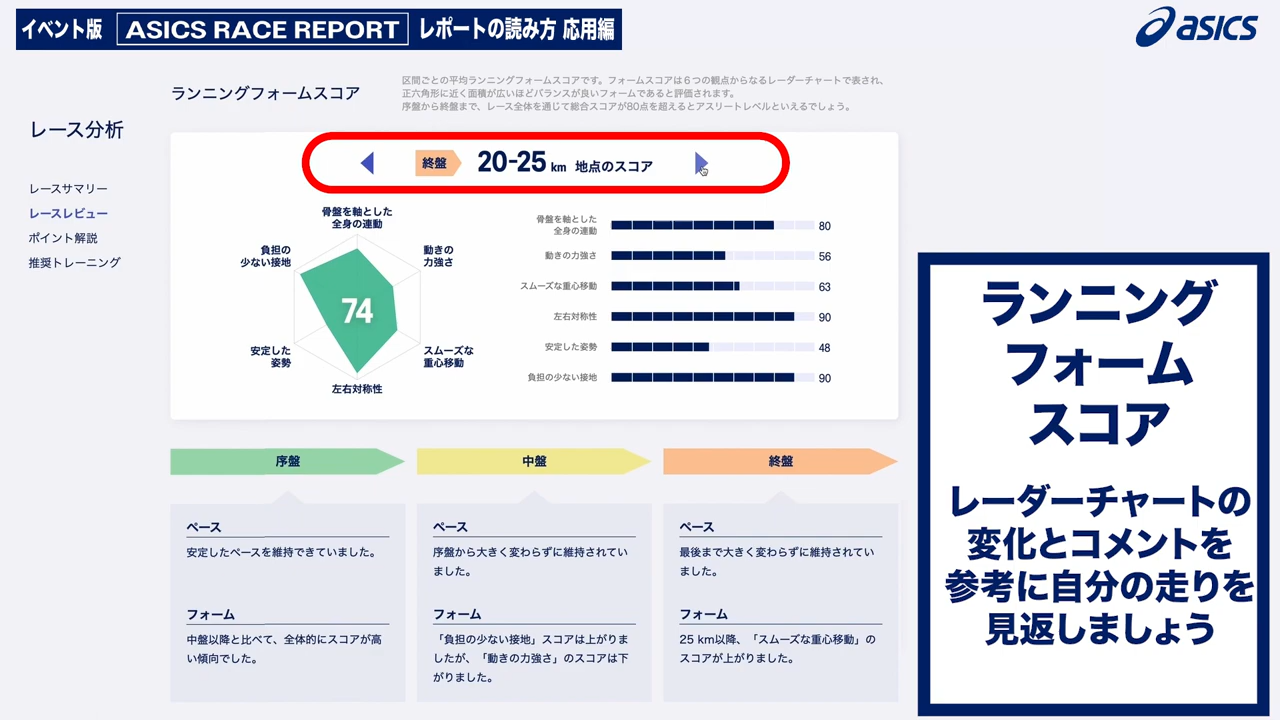 イベント版 ASICS RACE REPORT レポートの読み方 応用編
asics
ランニングフォームスコア
区間ごとの平均ランニングフォームスコアです。フォームスコアは6つの観点からなるレーダーチャートで表され、
正六角形に近く面積が広いほどバランスが良いフォームであると評価されます。
序盤から終盤まで、レース全体を通じて総合スコアが80点を超えるとアスリートレベルといえるでしょう。
レース分析
レースサマリー
レースレビュー
ポイント解説
推奨トレーニング
終盤 20-25 km 地点のスコア
骨盤を軸とした
全身の連動
動きの
力強さ
スムーズな
重心移動
左右対称性
安定した
姿勢
負担の
少ない接地
74
骨盤を軸とした
全身の連動
80
動きの力強さ 56
スムーズな重心移動 63
左右対称性 90
安定した姿勢 48
負担の少ない接地 90
序盤
ペース
安定したペースを維持できていました。
フォーム
中盤以降と比べて、全体的にスコアが高
い傾向でした。
中盤
ペース
序盤から大きく変わらずに維持されてい
ました。
フォーム
「負担の少ない接地」スコアは上がりま
したが、「動きの力強さ」のスコアは下
がりました。
終盤
ペース
最後まで大きく変わらずに維持されてい
ました。
フォーム
25 km以降、「スムーズな重心移動」の
スコアが上がりました。
ランニング
フォーム
スコア
レーダーチャートの
変化とコメントを
参考に自分の走りを
見返しましょう